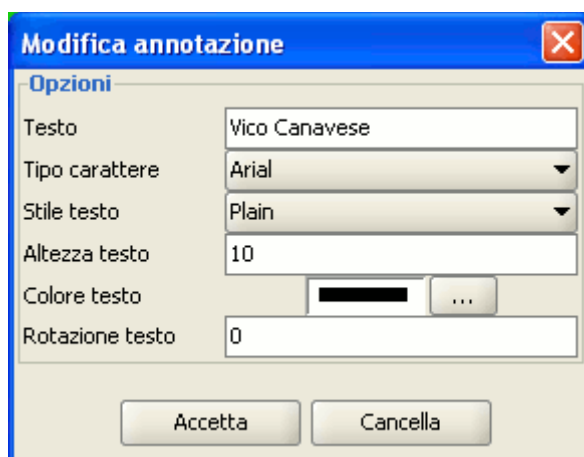 Modifica annotazione
Opzioni
Testo Vico Canavese
Tipo carattere Arial
Stile testo Plain
Altezza testo 10
Colore testo ...
Rotazione testo 0
Accetta Cancella